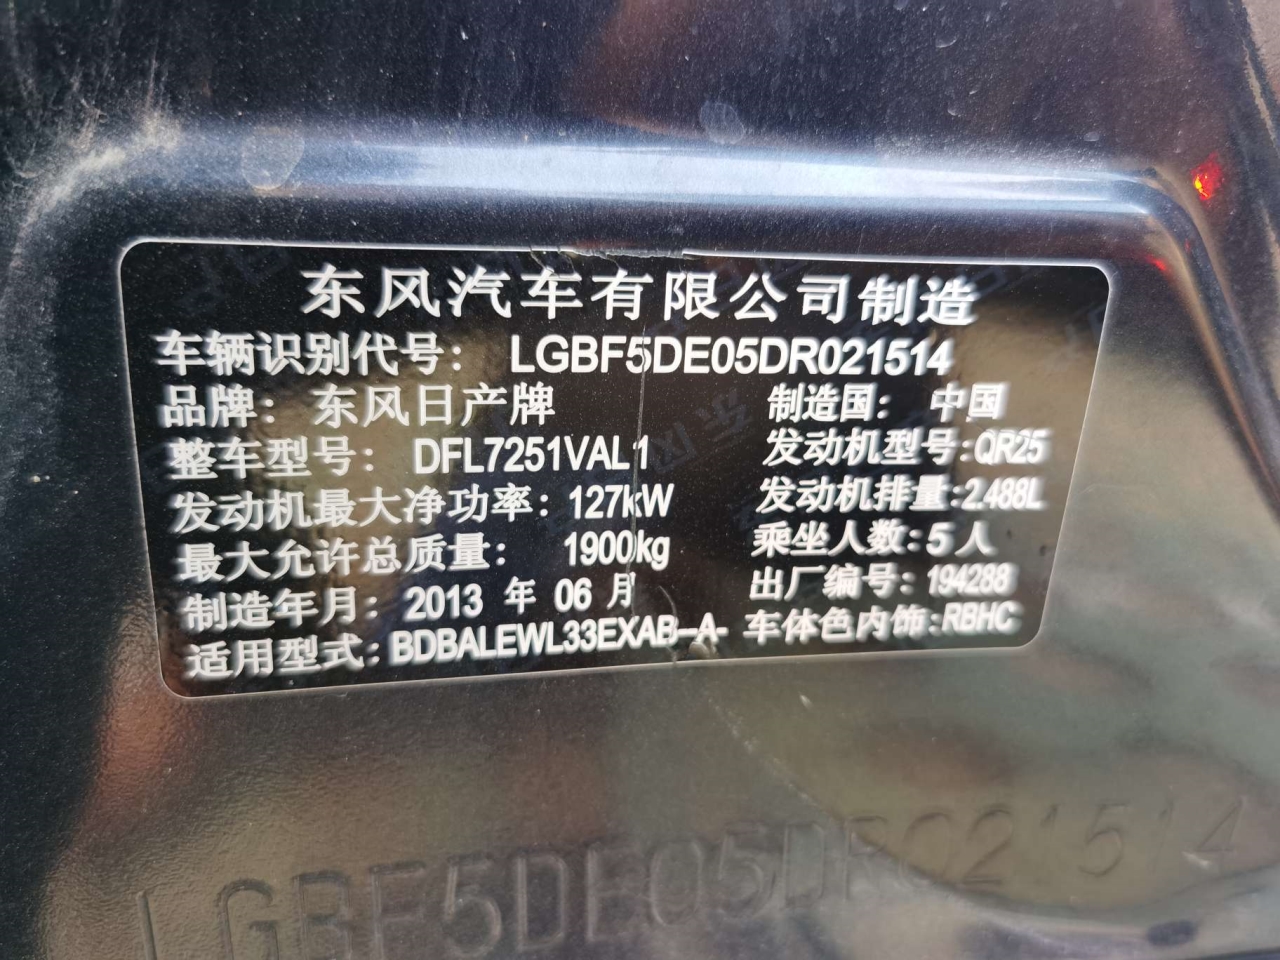 东风汽车有限公司制造
车辆识别代号: LGBF5DE05DR021514
品牌: 东风日产牌 制造国: 中国
整车型号: DFL7251VAL1 发动机型号:QR25
发动机最大净功率: 127kW 发动机排量:2.488L
最大允许总质量: 1900kg 乘坐人数:5人
制造年月: 2013 年 06 月 出厂编号: 194288
适用型式: BDBALEWL33EXAB-A- 车体色内饰:RBHC
LGBF5DE05DR021514